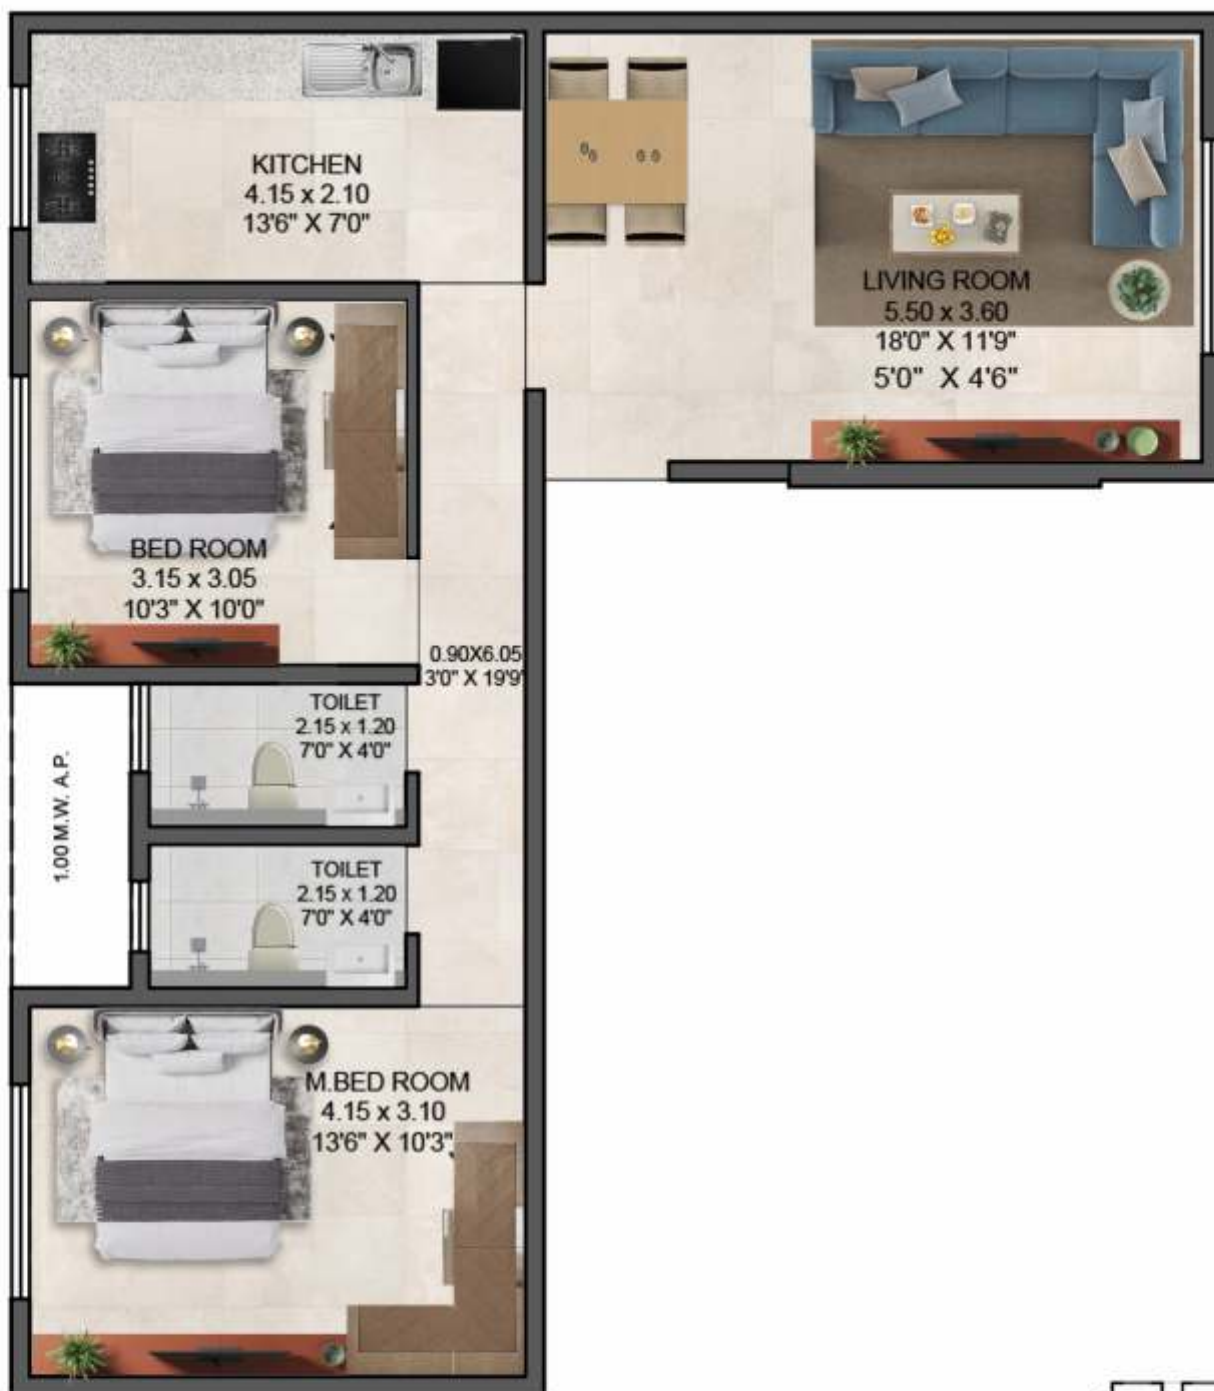 KITCHEN
4.15 x 2.10
13'6" X 7'0"
LIVING ROOM
5.50 x 3.60
18'0" X 11'9"
5'0" X 4'6"
BED ROOM
3.15 x 3.05
10'3" X 10'0"
0.90X6.05
3'0" X 19'9"
TOILET
2.15 x 1.20
7'0" X 4'0"
1.00 M.W. A.P.
TOILET
2.15 x 1.20
7'0" X 4'0"
M.BED ROOM
4.15 x 3.10
13'6" X 10'3"